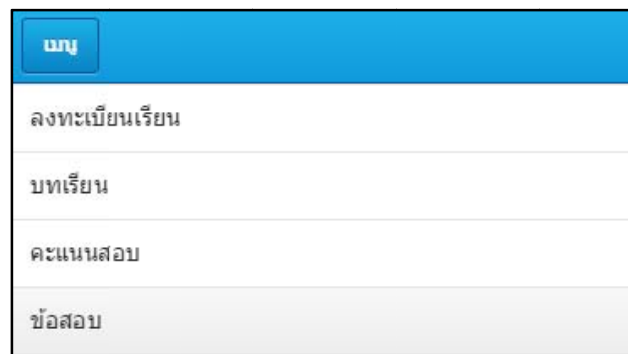 เมนู
ลงทะเบียนเรียน
บทเรียน
คะแนนสอบ
ข้อสอบ